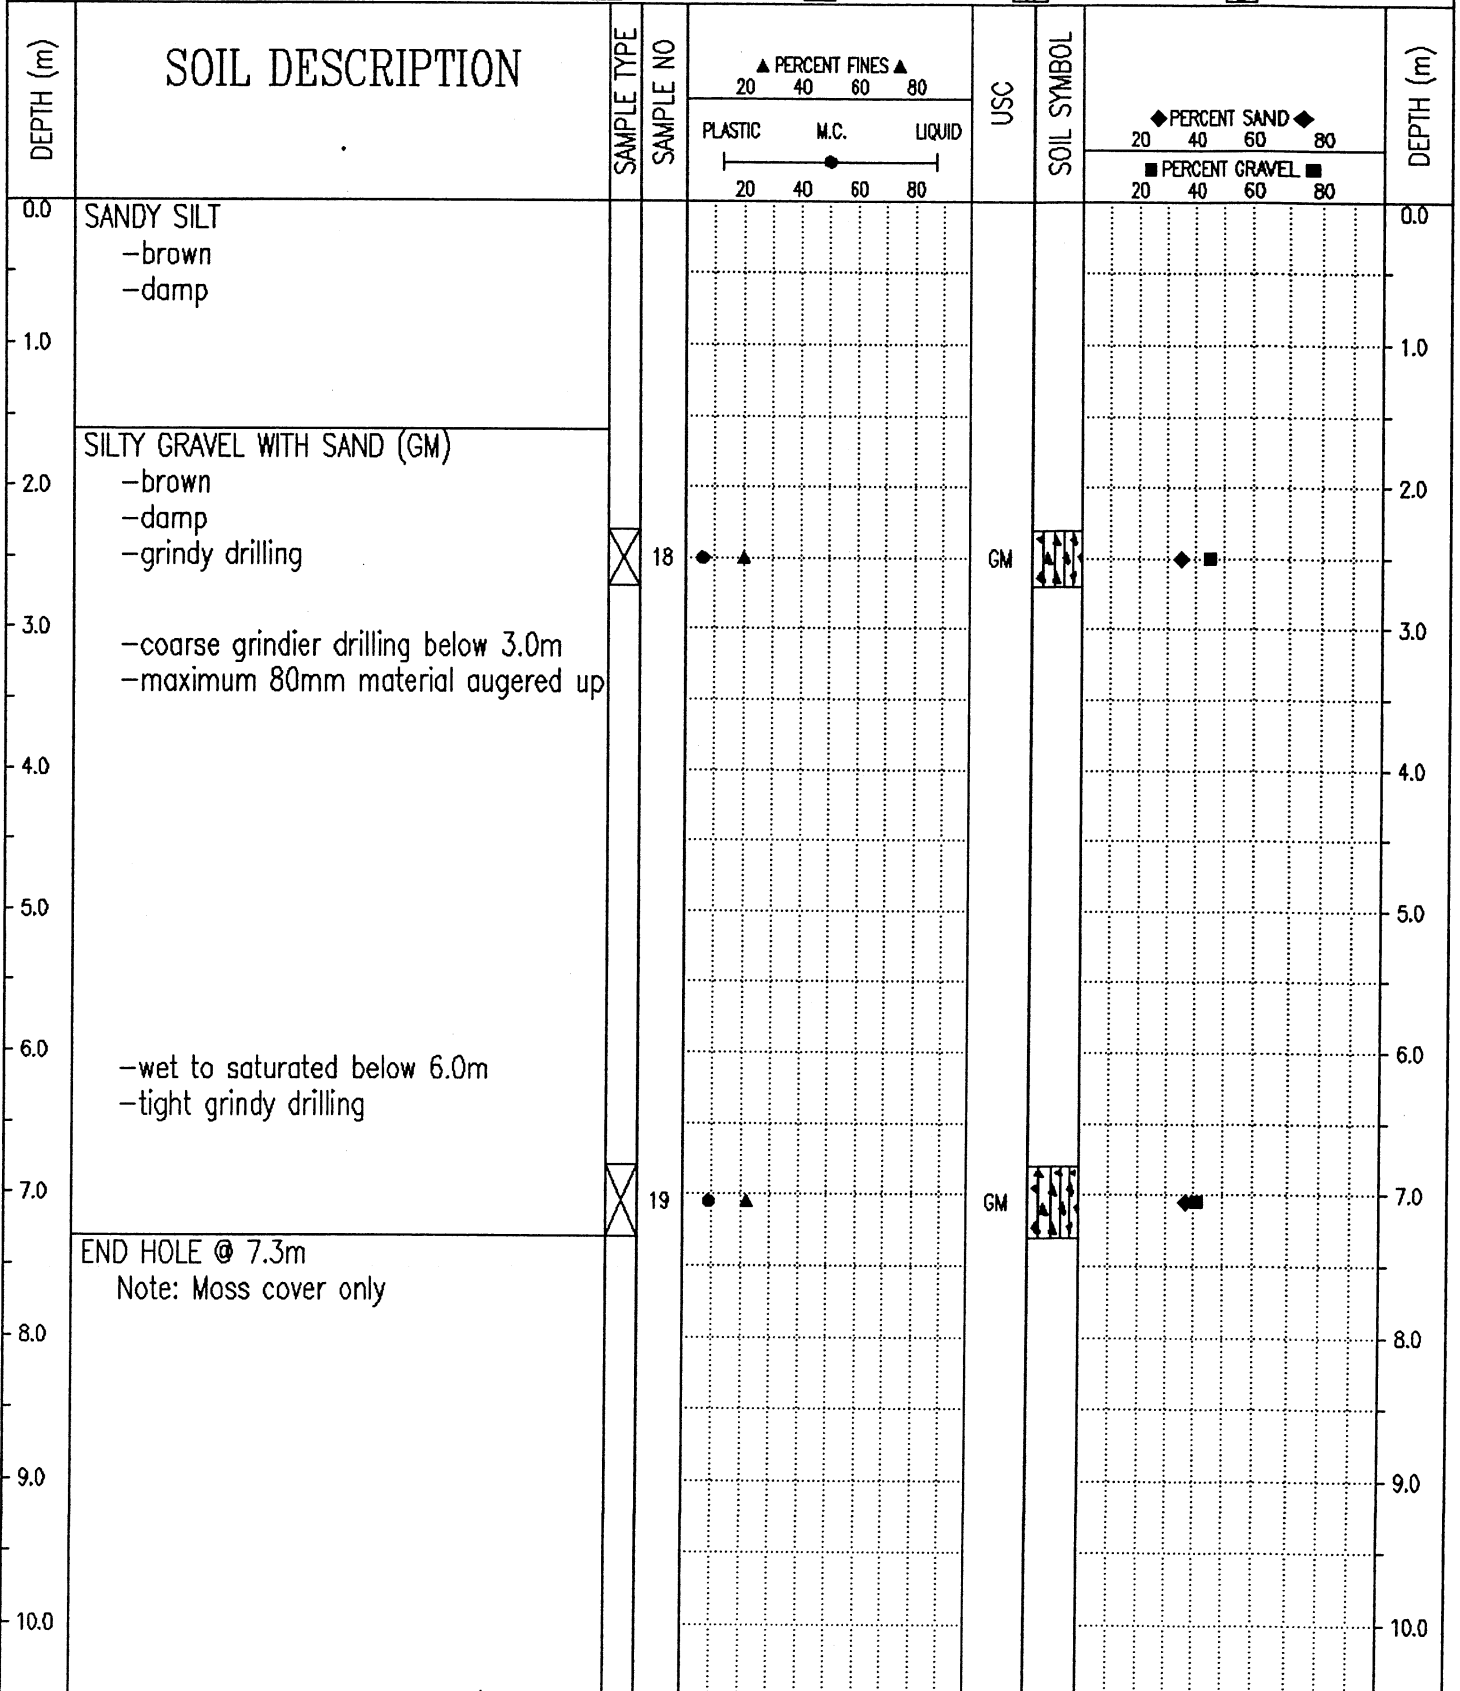 DEPTH (m)
SOIL DESCRIPTION
SAMPLE TYPE
SAMPLE NO
▲ PERCENT FINES ▲
20 40 60 80
PLASTIC M.C. LIQUID
20 40 60 80
USC
SOIL SYMBOL
◆ PERCENT SAND ◆
20 40 60 80
■ PERCENT GRAVEL ■
20 40 60 80
DEPTH (m)
0.0 SANDY SILT 0.0
-brown
-damp
1.0 1.0
SILTY GRAVEL WITH SAND (GM)
2.0 -brown 2.0
-damp
-grindy drilling 18 GM
3.0 3.0
-coarse grindier drilling below 3.0m
-maximum 80mm material augered up
4.0 4.0
5.0 5.0
6.0 6.0
-wet to saturated below 6.0m
-tight grindy drilling
7.0 19 GM 7.0
END HOLE @ 7.3m
Note: Moss cover only
8.0 8.0
9.0 9.0
10.0 10.0